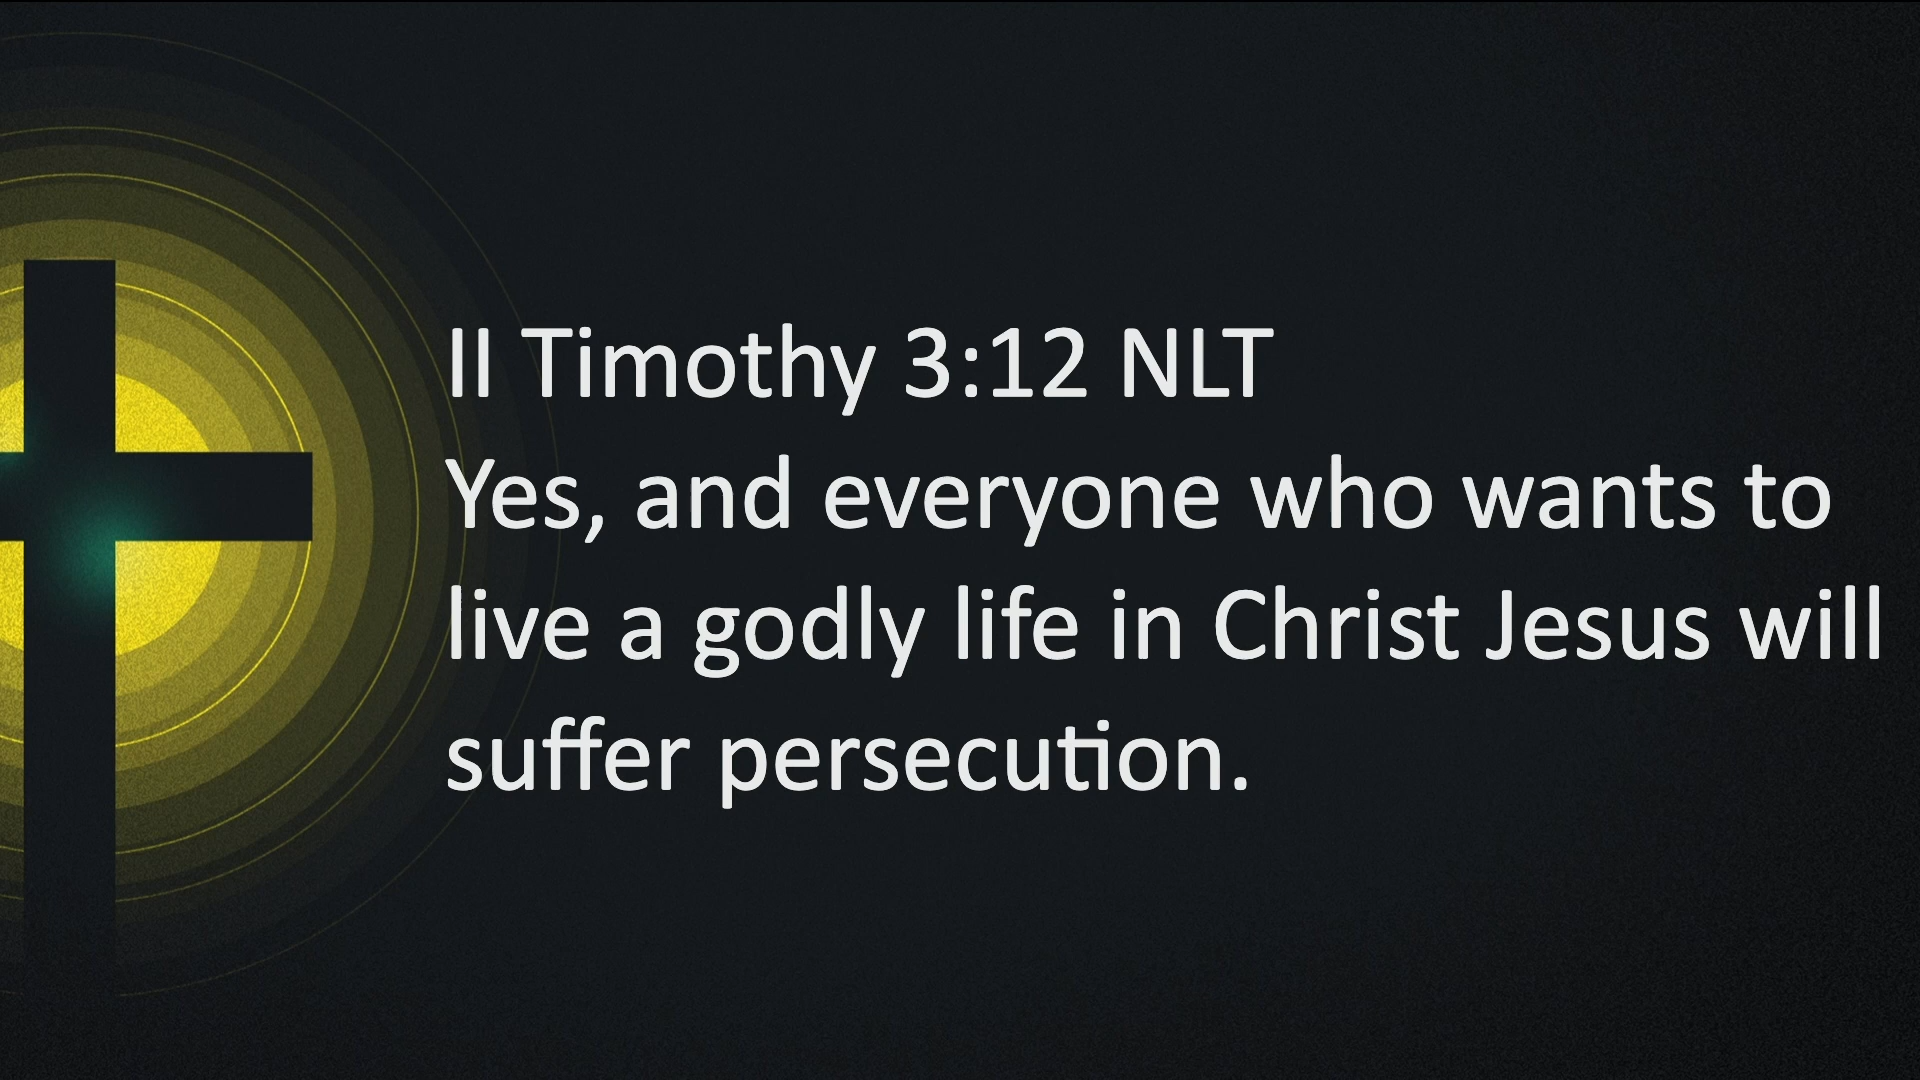 II Timothy 3:12 NLT
Yes, and everyone who wants to
live a godly life in Christ Jesus will
suffer persecution.